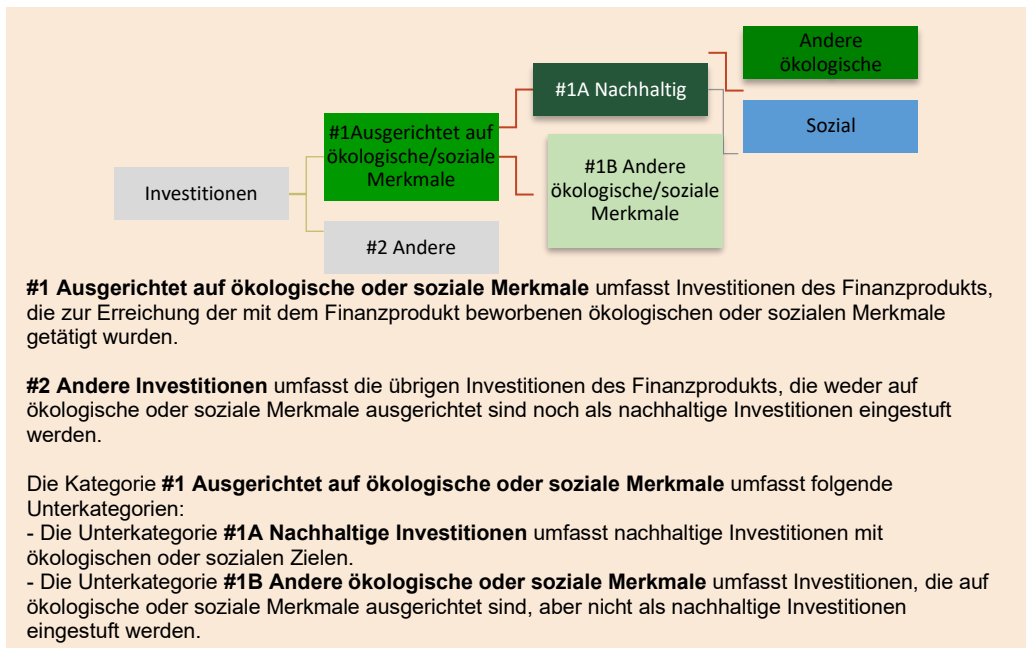 Andere
ökologische
#1A Nachhaltig
Sozial
#1Ausgerichtet auf
ökologische/soziale
Merkmale
#1B Andere
ökologische/soziale
Merkmale
Investitionen
#2 Andere
#1 Ausgerichtet auf ökologische oder soziale Merkmale umfasst Investitionen des Finanzprodukts,
die zur Erreichung der mit dem Finanzprodukt beworbenen ökologischen oder sozialen Merkmale
getätigt wurden.
#2 Andere Investitionen umfasst die übrigen Investitionen des Finanzprodukts, die weder auf
ökologische oder soziale Merkmale ausgerichtet sind noch als nachhaltige Investitionen eingestuft
werden.
Die Kategorie #1 Ausgerichtet auf ökologische oder soziale Merkmale umfasst folgende
Unterkategorien:
- Die Unterkategorie #1A Nachhaltige Investitionen umfasst nachhaltige Investitionen mit
ökologischen oder sozialen Zielen.
- Die Unterkategorie #1B Andere ökologische oder soziale Merkmale umfasst Investitionen, die auf
ökologische oder soziale Merkmale ausgerichtet sind, aber nicht als nachhaltige Investitionen
eingestuft werden.